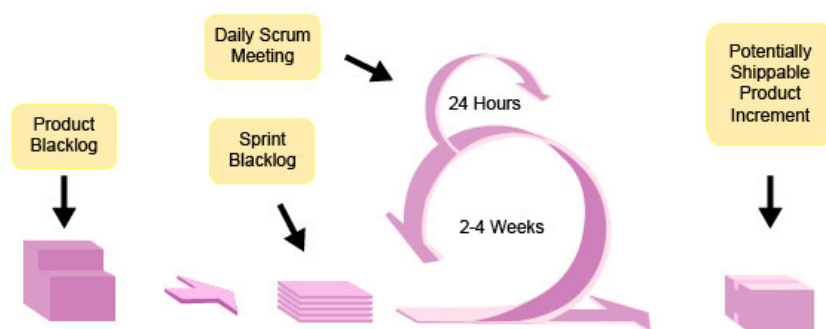 Daily Scrum
Meeting
Potentially
Shippable
Product
Increment
24 Hours
Product
Blacklog
Sprint
Blacklog
2-4 Weeks